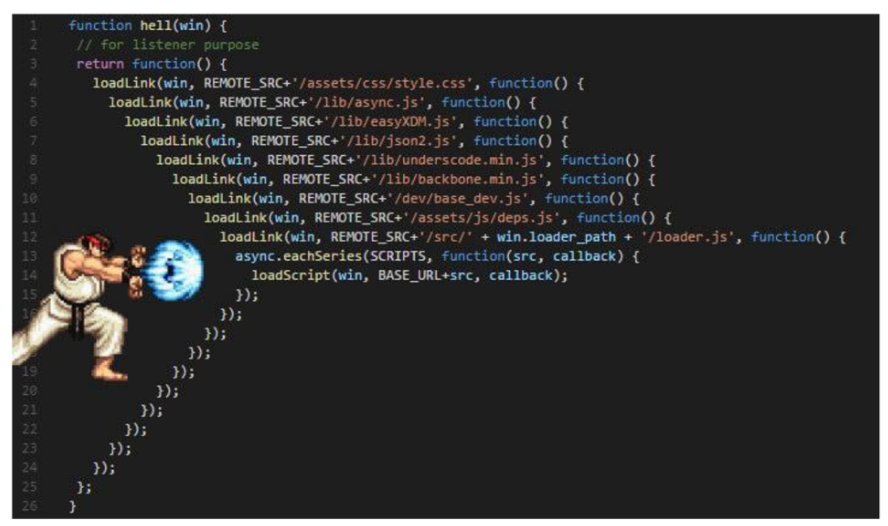 1 function hell(win) {
2 // for listener purpose
3 return function() {
4 loadLink(win, REMOTE_SRC+'/assets/css/style.css', function() {
5 loadLink(win, REMOTE_SRC+'/lib/async.js', function() {
6 loadLink(win, REMOTE_SRC+'/lib/easyXDM.js', function() {
7 loadLink(win, REMOTE_SRC+'/lib/json2.js', function() {
8 loadLink(win, REMOTE_SRC+'/lib/underscode.min.js', function() {
9 loadLink(win, REMOTE_SRC+'/lib/backbone.min.js', function() {
10 loadLink(win, REMOTE_SRC+'/dev/base_dev.js', function() {
11 loadLink(win, REMOTE_SRC+'/assets/js/deps.js', function() {
12 loadLink(win, REMOTE_SRC+'/src/' + win.loader_path + '/loader.js', function() {
13 async.eachSeries(SCRIPTS, function(src, callback) {
14 loadScript(win, BASE_URL+src, callback);
15 });
16 });
});
});
19 });
20 });
21 });
22 });
23 });
24 });
25 };
26 }